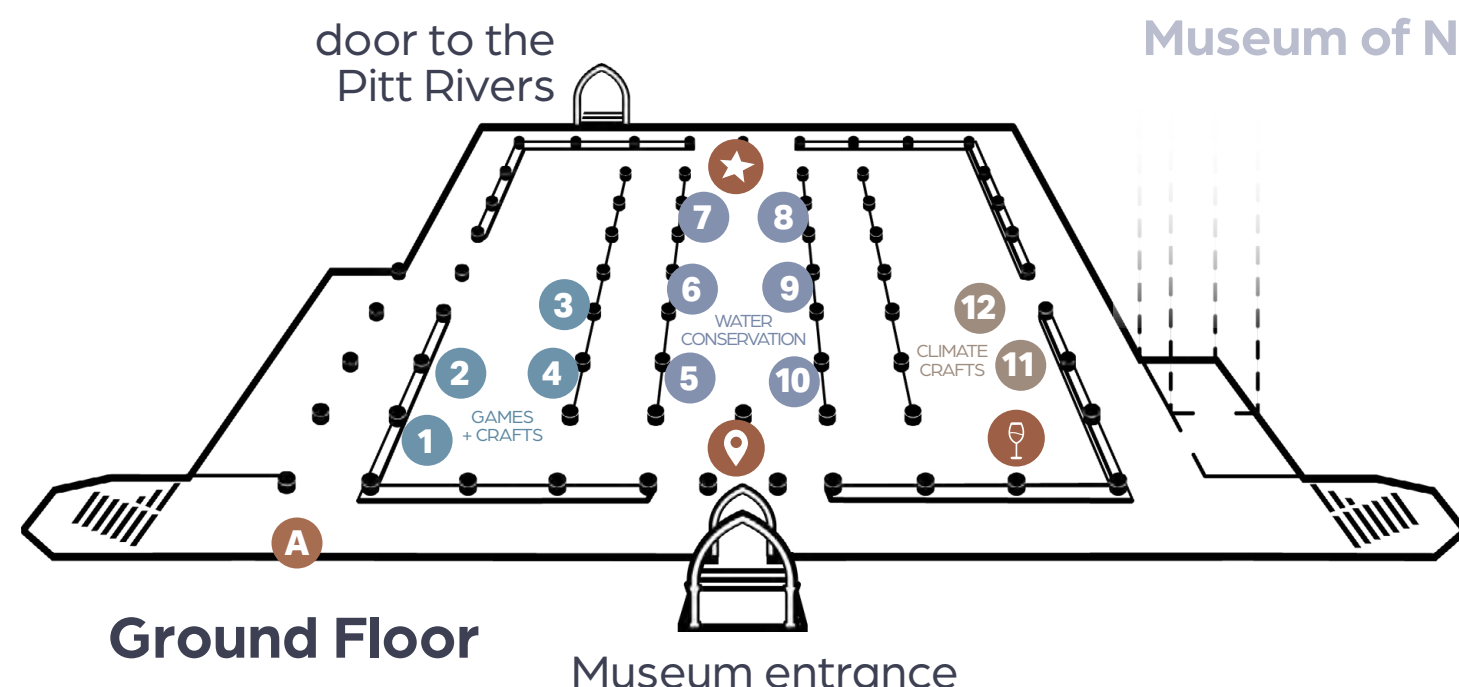 door to the
Pitt Rivers
Museum of N
7
8
3
6
9
12
WATER
CONSERVATION
2
4
5
10
CLIMATE
CRAFTS
11
1
GAMES
+ CRAFTS
A
Ground Floor
Museum entrance